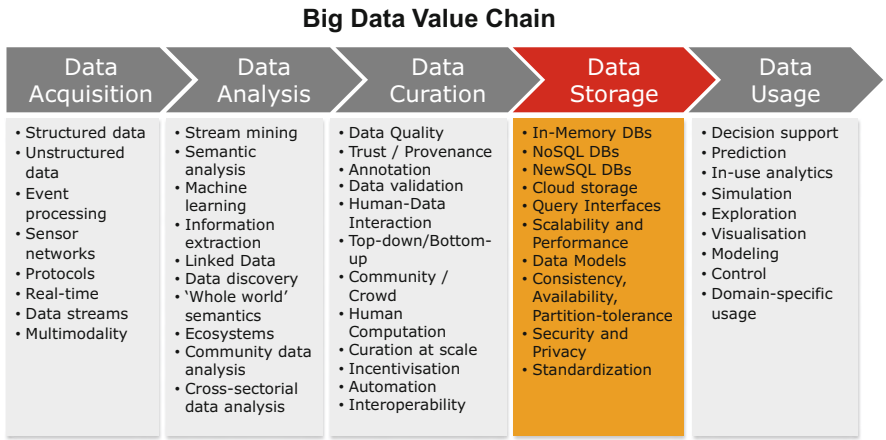 Big Data Value Chain
Data
Acquisition
Data
Analysis
Data
Curation
Data
Storage
Data
Usage
• Structured data
• Unstructured
data
• Event
processing
• Sensor
networks
• Protocols
• Real-time
• Data streams
• Multimodality
• Stream mining
• Semantic
analysis
• Machine
learning
• Information
extraction
• Linked Data
• Data discovery
• ‘Whole world’
semantics
• Ecosystems
• Community data
analysis
• Cross-sectorial
data analysis
• Data Quality
• Trust / Provenance
• Annotation
• Data validation
• Human-Data
Interaction
• Top-down/Bottom-
up
• Community /
Crowd
• Human
Computation
• Curation at scale
• Incentivisation
• Automation
• Interoperability
• In-Memory DBs
• NoSQL DBs
• NewSQL DBs
• Cloud storage
• Query Interfaces
• Scalability and
Performance
• Data Models
• Consistency,
Availability,
Partition-tolerance
• Security and
Privacy
• Standardization
• Decision support
• Prediction
• In-use analytics
• Simulation
• Exploration
• Visualisation
• Modeling
• Control
• Domain-specific
usage